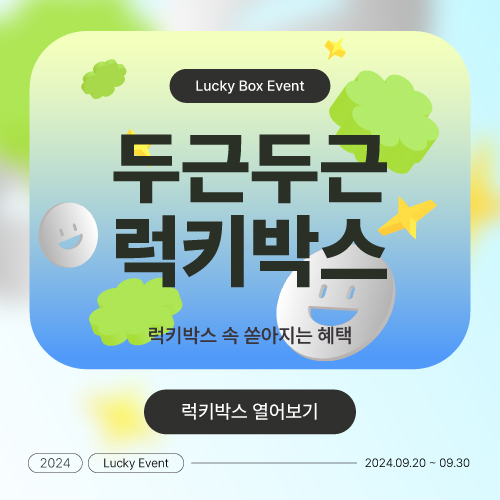 Lucky Box Event
두근두근
럭키박스
럭키박스 속 쏟아지는 혜택
럭키박스 열어보기
2024 Lucky Event 2024.09.20 ~ 09.30